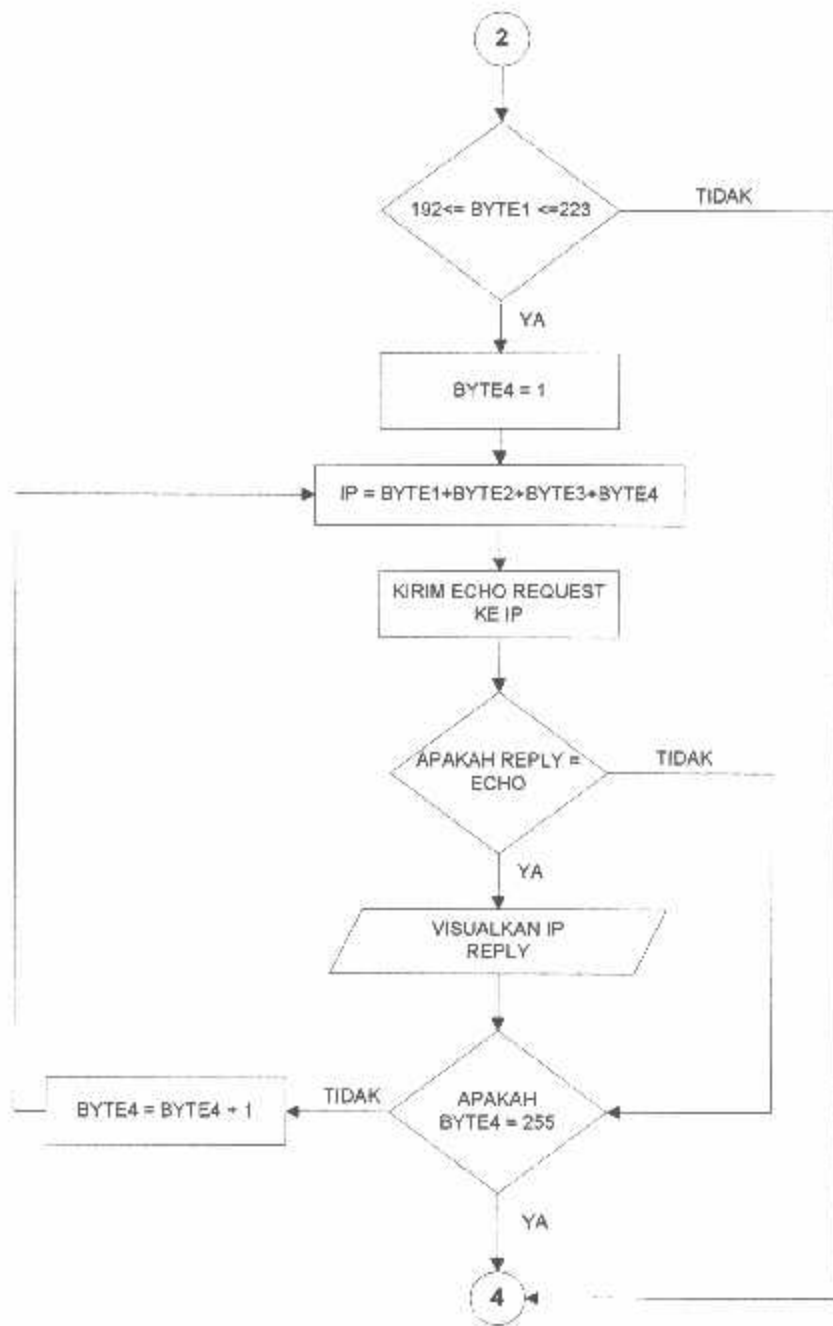 2
192<= BYTE1 <=223
TIDAK
YA
BYTE4 = 1
IP = BYTE1+BYTE2+BYTE3+BYTE4
KIRIM ECHO REQUEST
KE IP
APAKAH REPLY =
ECHO
TIDAK
YA
VISUALKAN IP
REPLY
BYTE4 = BYTE4 + 1
TIDAK
APAKAH
BYTE4 = 255
YA
4